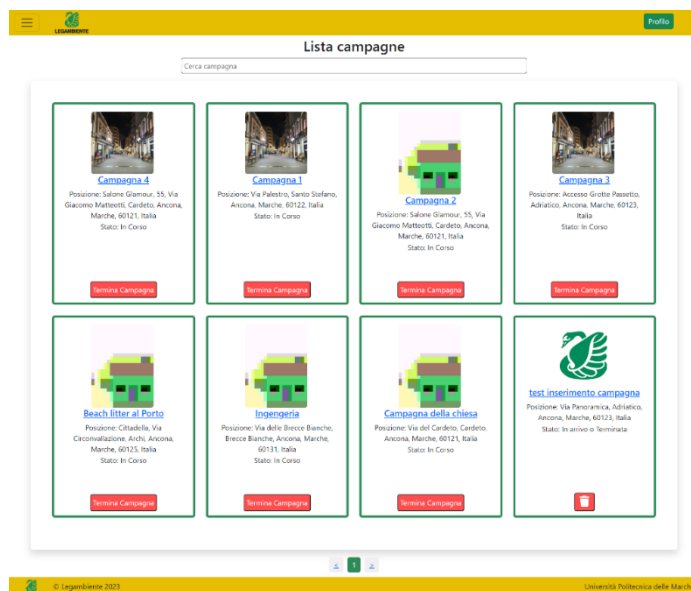 LEGAMBIENTE
Profilo
Lista campagne
Cerca campagna
Campagna 4
Posizione: Salone Glamour, 55, Via
Giacomo Matteotti, Cardeto, Ancona,
Marche, 60121, Italia
Stato: In Corso
Termina Campagna
Campagna 1
Posizione: Via Palestro, Santo Stefano,
Ancona, Marche, 60122, Italia
Stato: In Corso
Termina Campagna
Campagna 2
Posizione: Salone Glamour, 55, Via
Giacomo Matteotti, Cardeto, Ancona,
Marche, 60121, Italia
Stato: In Corso
Termina Campagna
Campagna 3
Posizione: Accesso Grotte Passetto,
Adriatico, Ancona, Marche, 60123,
Italia
Stato: In Corso
Termina Campagna
Beach litter al Porto
Posizione: Cittadella, Via
Circonvallazione, Archi, Ancona,
Marche, 60125, Italia
Stato: In Corso
Termina Campagna
Ingengeria
Posizione: Via delle Brecce Bianche,
Brecce Bianche, Ancona, Marche,
60131, Italia
Stato: In Corso
Termina Campagna
Campagna della chiesa
Posizione: Via del Cardeto, Cardeto,
Ancona, Marche, 60121, Italia
Stato: In Corso
Termina Campagna
test inserimento campagna
Posizione: Via Panoramica, Adriatico,
Ancona, Marche, 60123, Italia
Stato: In arrivo o Terminata
< 1 >
© Legambiente 2023
Università Politecnica delle March